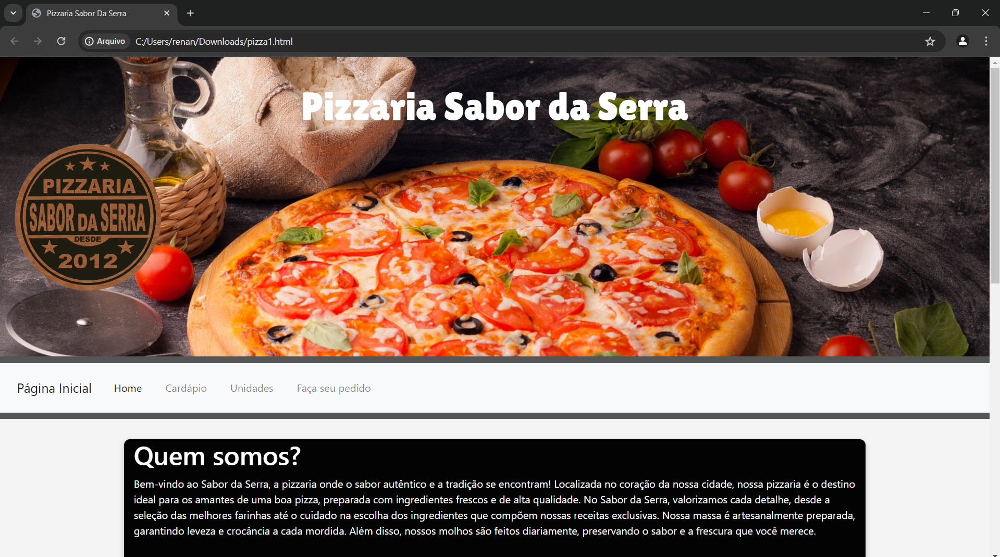 Pizzaria Sabor Da Serra
Arquivo
C:/Users/renan/Downloads/pizza1.html
Pizzaria Sabor da Serra
PIZZARIA
SABOR DA SERRA
DESDE
2012
Página Inicial
Home
Cardápio
Unidades
Faça seu pedido
Quem somos?
Bem-vindo ao Sabor da Serra, a pizzaria onde o sabor autêntico e a tradição se encontram! Localizada no coração da nossa cidade, nossa pizzaria é o destino
ideal para os amantes de uma boa pizza, preparada com ingredientes frescos e de alta qualidade. No Sabor da Serra, valorizamos cada detalhe, desde a
seleção das melhores farinhas até o cuidado na escolha dos ingredientes que compõem nossas receitas exclusivas. Nossa massa é artesanalmente preparada,
garantindo leveza e crocância a cada mordida. Além disso, nossos molhos são feitos diariamente, preservando o sabor e a frescura que você merece.